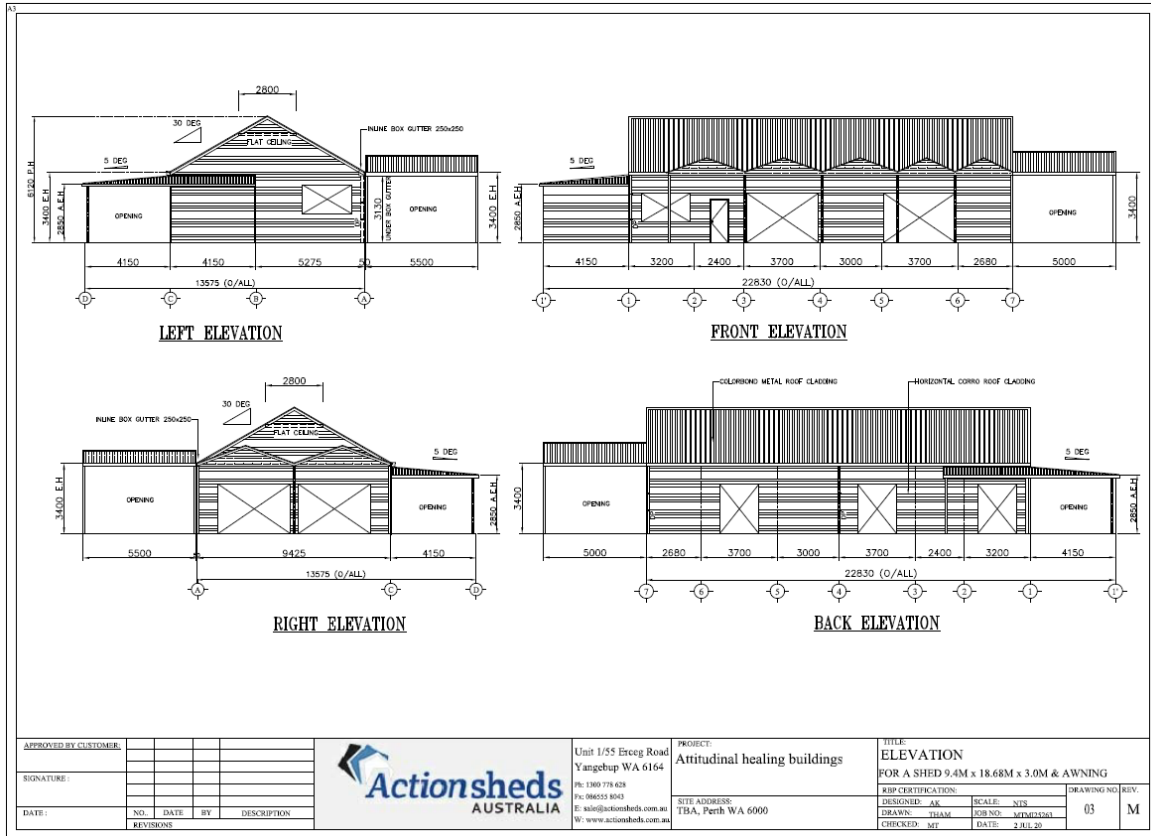 A3
2800
30 DEG
INLINE BOX GUTTER 250x250
FLAT CEILING
5 DEG
6120 P.H
3400 E.H
2850 A.E.H
OPENING
3130
UNDER BOX GUTTER
OPENING
3400 E.H
4150 4150 5275 50 5500
13575 (O/ALL)
D C B A
LEFT ELEVATION
5 DEG
2850 A.E.H
OPENING
3400
4150 3200 2400 3700 3000 3700 2680 5000
22830 (O/ALL)
1' 1 2 3 4 5 6 7
FRONT ELEVATION
2800
30 DEG
INLINE BOX GUTTER 250x250
FLAT CEILING
5 DEG
3400 E.H
OPENING
OPENING
2850 A.E.H
5500 9425 4150
13575 (O/ALL)
A C D
RIGHT ELEVATION
COLORBOND METAL ROOF CLADDING
HORIZONTAL CORRO ROOF CLADDING
5 DEG
3400
OPENING
OPENING
2850 A.E.H
5000 2680 3700 3000 3700 2400 3200 4150
22830 (O/ALL)
7 6 5 4 3 2 1 1'
BACK ELEVATION
APPROVED BY CUSTOMER:
SIGNATURE :
DATE :
NO.. DATE BY DESCRIPTION
REVISIONS
Actionsheds
AUSTRALIA
Unit 1/55 Erceg Road
Yangebup WA 6164
Ph: 1300 778 628
Fx: 086555 8043
E: sale@actionsheds.com.au
W: www.actionsheds.com.au
PROJECT:
Attitudinal healing buildings
SITE ADDRESS:
TBA, Perth WA 6000
TITLE:
ELEVATION
FOR A SHED 9.4M x 18.68M x 3.0M & AWNING
RBP CERTIFICATION:
DESIGNED: AK SCALE: NTS
DRAWN: THAM JOB NO: MTMI25263
CHECKED: MT DATE: 2 JUL 20
DRAWING NO. REV.
03 M